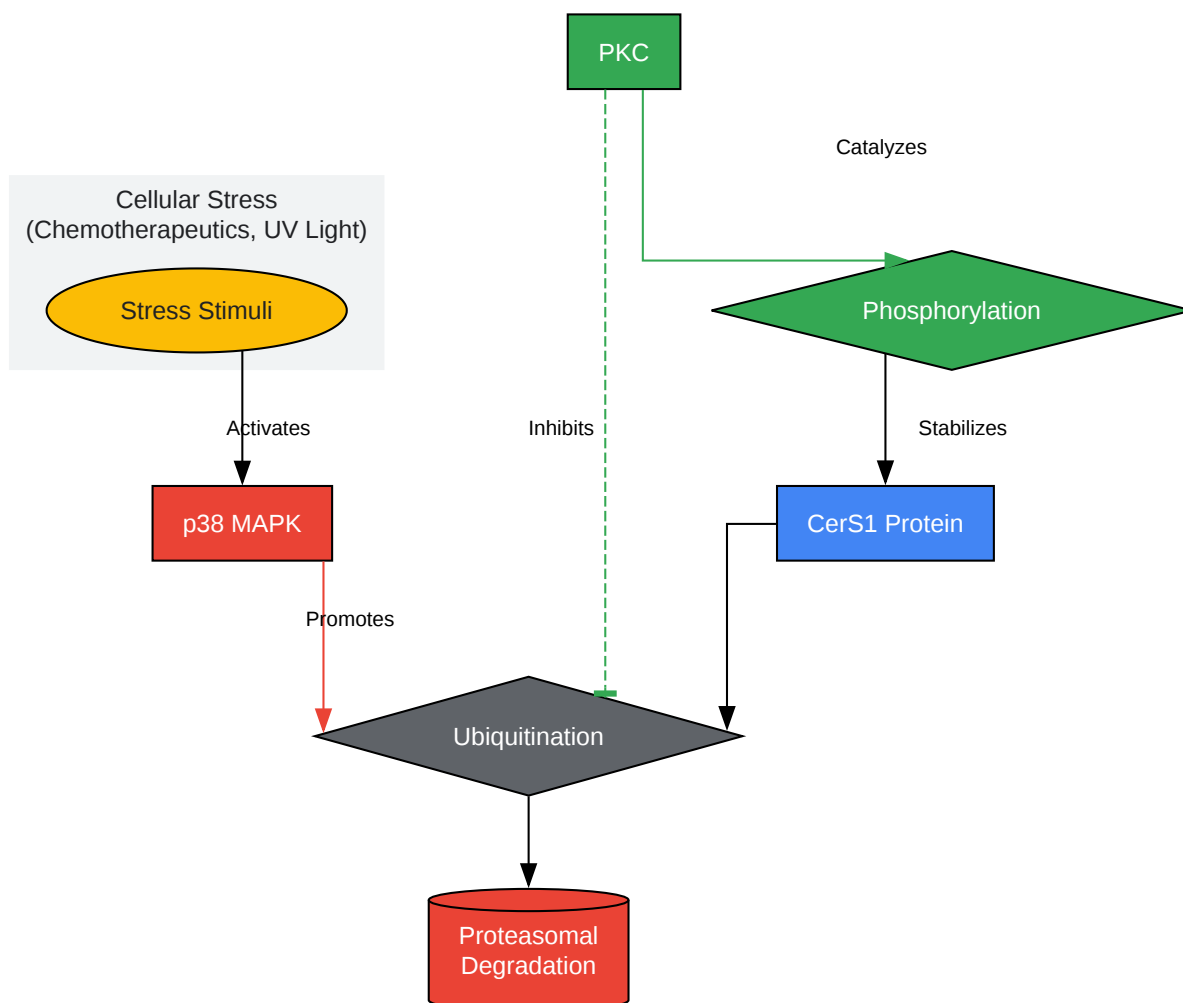 PKC
Catalyzes
Cellular Stress
(Chemotherapeutics, UV Light)
Stress Stimuli
Phosphorylation
Activates
Inhibits
Stabilizes
p38 MAPK
CerS1 Protein
Promotes
Ubiquitination
Proteasomal
Degradation